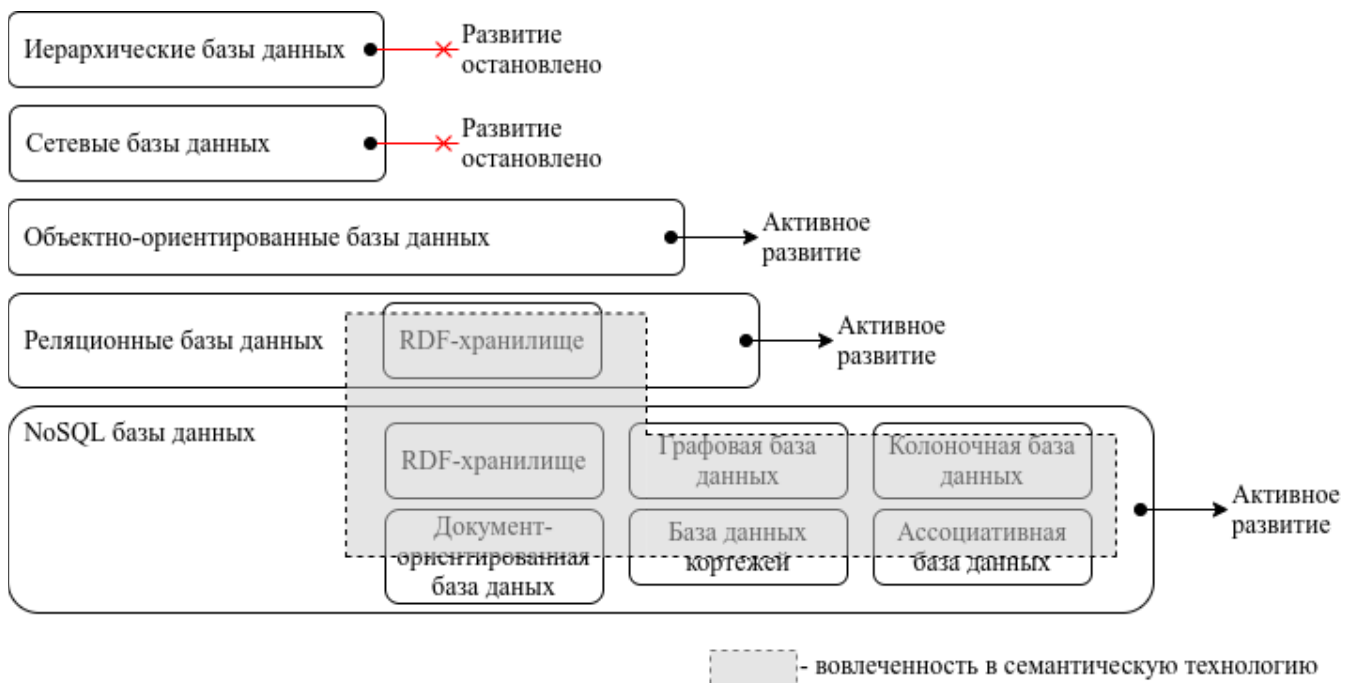 Иерархические базы данных
Развитие
остановлено
Сетевые базы данных
Развитие
остановлено
Объектно-ориентированные базы данных
Активное
развитие
Реляционные базы данных
RDF-хранилище
Активное
развитие
NoSQL базы данных
RDF-хранилище
Графовая база
данных
Колоночная база
данных
Документ-
ориентированная
база даных
База данных
кортежей
Ассоциативная
база данных
Активное
развитие
- вовлеченность в семантическую технологию